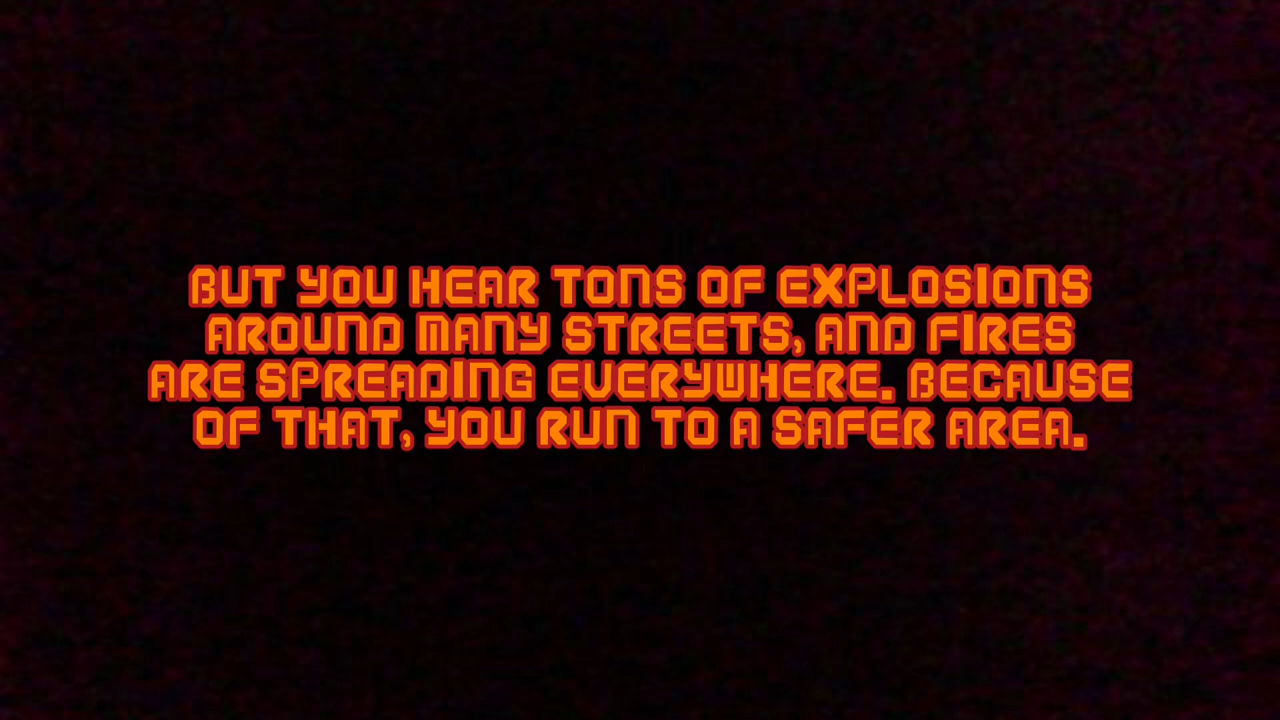 BUT YOU HEAR TONS OF EXPLOSIONS
AROUND MANY STREETS, AND FIRES
ARE SPREADING EVERYWHERE. BECAUSE
OF THAT, YOU RUN TO A SAFER AREA.